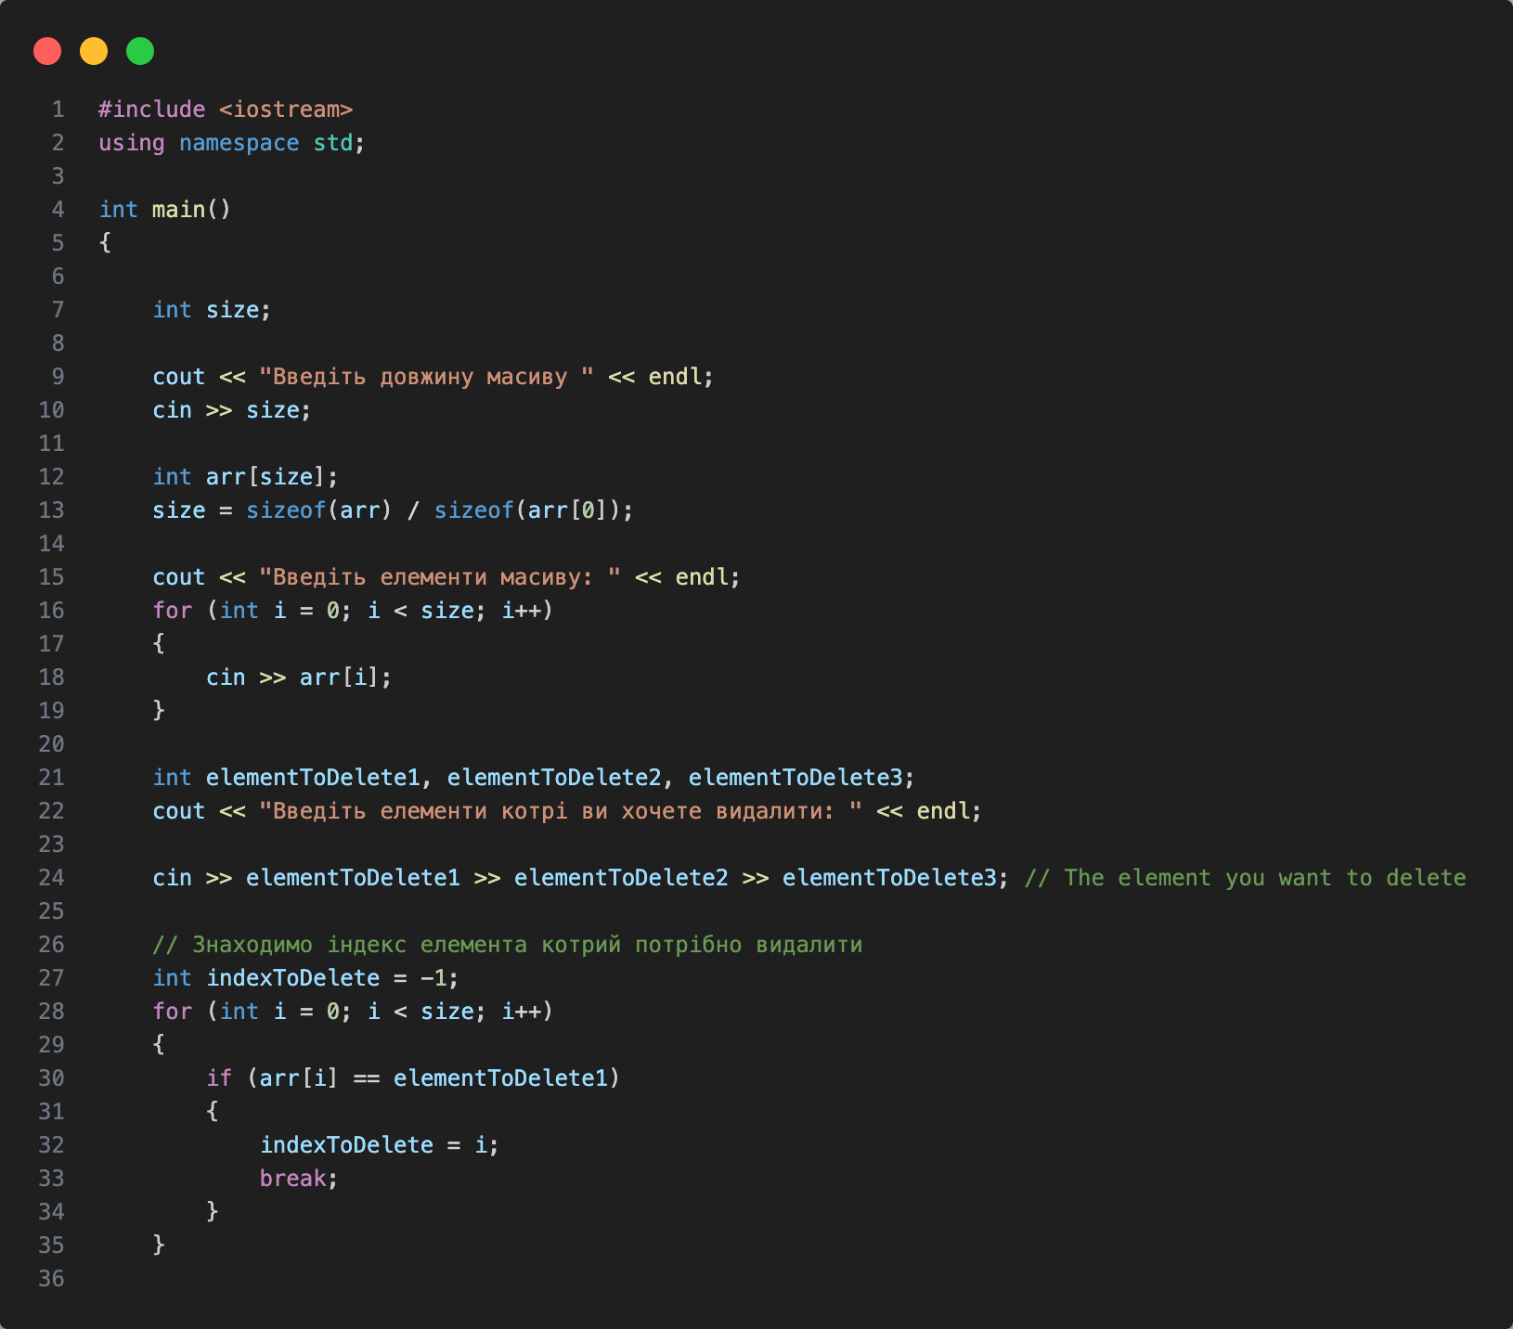 1 #include <iostream>
2 using namespace std;
3
4 int main()
5 {
6
7     int size;
8
9     cout << "Введіть довжину масиву " << endl;
10     cin >> size;
11
12     int arr[size];
13     size = sizeof(arr) / sizeof(arr[0]);
14
15     cout << "Введіть елементи масиву: " << endl;
16     for (int i = 0; i < size; i++)
17     {
18         cin >> arr[i];
19     }
20
21     int elementToDelete1, elementToDelete2, elementToDelete3;
22     cout << "Введіть елементи котрі ви хочете видалити: " << endl;
23
24     cin >> elementToDelete1 >> elementToDelete2 >> elementToDelete3; // The element you want to delete
25
26     // Знаходимо індекс елемента котрий потрібно видалити
27     int indexToDelete = -1;
28     for (int i = 0; i < size; i++)
29     {
30         if (arr[i] == elementToDelete1)
31         {
32             indexToDelete = i;
33             break;
34         }
35     }
36